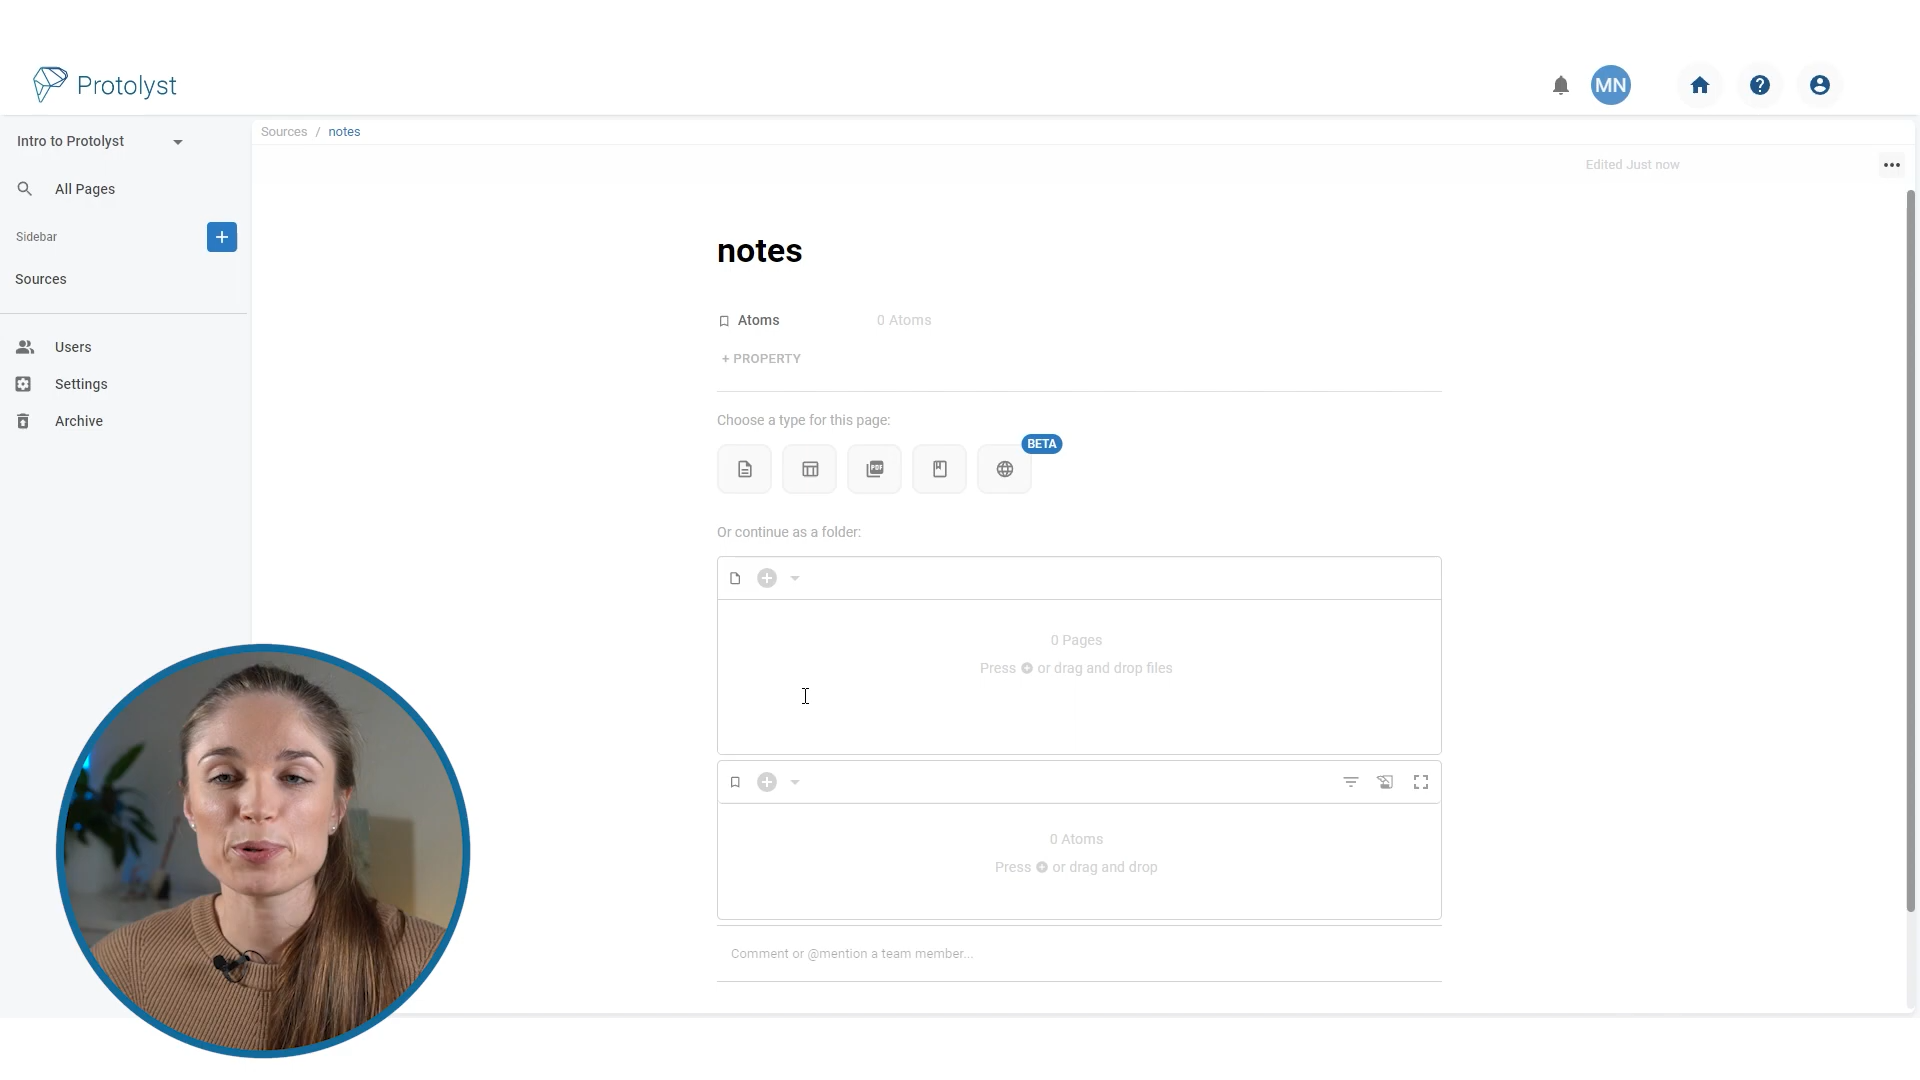 Protolyst
MN
Intro to Protolyst
Sources / notes
Edited Just now
All Pages
Sidebar
Sources
Users
Settings
Archive
notes
Atoms 0 Atoms
+ PROPERTY
Choose a type for this page:
BETA
PDF
Or continue as a folder:
0 Pages
Press or drag and drop files
0 Atoms
Press or drag and drop
Comment or @mention a team member...